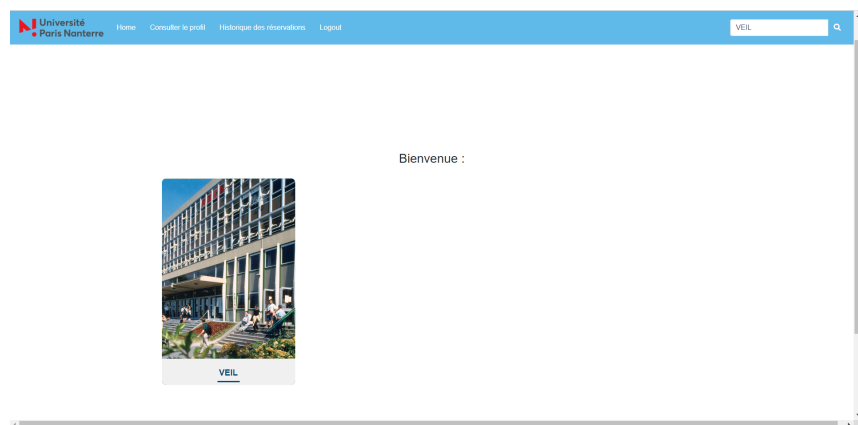 Université
Paris Nanterre
Home Consulter le profil Historique des réservations Logout
VEIL
Bienvenue :
VEIL